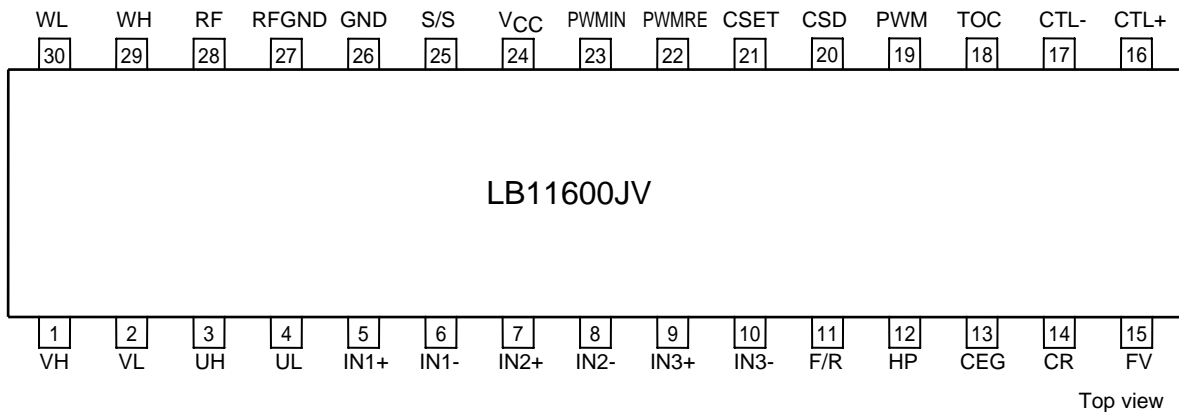 WL WH RF RFGND GND S/S VCC PWMIN PWMRE CSET CSD PWM TOC CTL- CTL+
30 29 28 27 26 25 24 23 22 21 20 19 18 17 16
LB11600JV
1 2 3 4 5 6 7 8 9 10 11 12 13 14 15
VH VL UH UL IN1+ IN1- IN2+ IN2- IN3+ IN3- F/R HP CEG CR FV
Top view